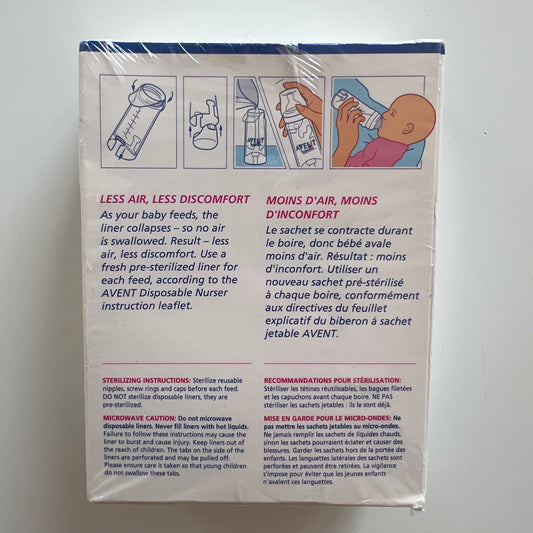 AVENT
LESS AIR, LESS DISCOMFORT
As your baby feeds, the
liner collapses – so no air
is swallowed. Result – less
air, less discomfort. Use a
fresh pre-sterilized liner for
each feed, according to the
AVENT Disposable Nurser
instruction leaflet.
MOINS D'AIR, MOINS
D'INCONFORT
Le sachet se contracte durant
le boire, donc bébé avale
moins d'air. Résultat : moins
d'inconfort. Utiliser un
nouveau sachet pré-stérilisé
à chaque boire, conformément
aux directives du feuillet
explicatif du biberon à sachet
jetable AVENT.
STERILIZING INSTRUCTIONS: Sterilize reusable
nipples, screw rings and caps before each feed.
DO NOT sterilize disposable liners, they are
pre-sterilized.
MICROWAVE CAUTION: Do not microwave
disposable liners. Never fill liners with hot liquids.
Failure to follow these instructions may cause the
liner to bust and cause injury. Keep liners out of
the reach of children. The tabs on the side of the
liners are perforated and may be pulled off.
Please ensure care is taken so that young children
do not swallow these tabs.
RECOMMANDATIONS POUR STÉRILISATION:
Stériliser les tétines réutilisables, les bagues filetées
et les capuchons avant chaque boire. NE PAS
stériliser les sachets jetables : ils le sont déjà.
MISE EN GARDE POUR LE MICRO-ONDES: Ne
pas mettre les sachets jetables au micro-onds.
Ne jamais remplir les sachets de liquides chauds,
sinon les sachets pourraient éclater et causer des
blessures. Garder les sachets hors de la portée des
enfants. Les languettes latérales des sachets sont
perforées et peuvent être retirées. La vigilance
s'impose pour éviter que les jeunes enfants
n'avalent ces languettes.